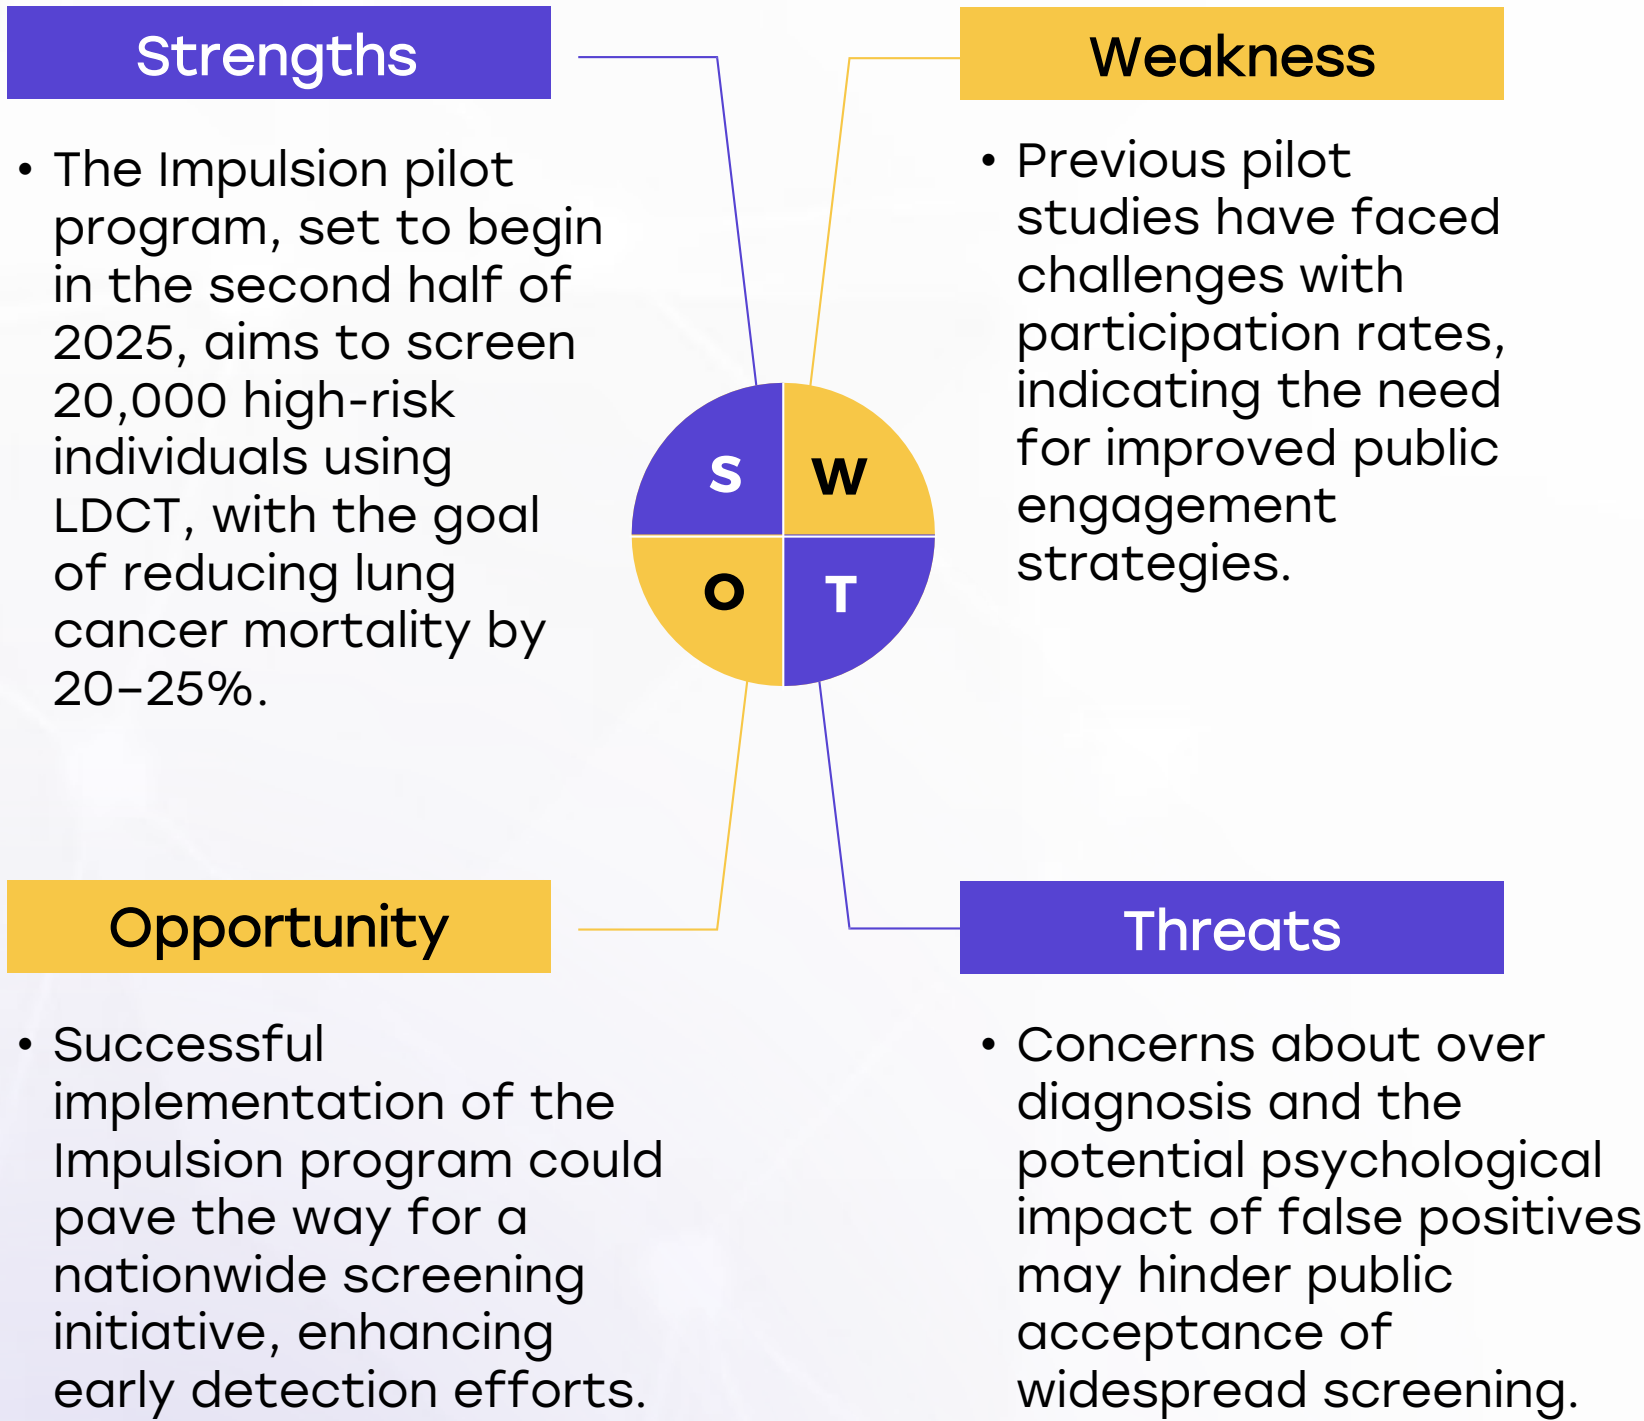 Strengths
• The Impulsion pilot
program, set to begin
in the second half of
2025, aims to screen
20,000 high-risk
individuals using
LDCT, with the goal
of reducing lung
cancer mortality by
20–25%.
Weakness
• Previous pilot
studies have faced
challenges with
participation rates,
indicating the need
for improved public
engagement
strategies.
S W
O T
Opportunity
• Successful
implementation of the
Impulsion program could
pave the way for a
nationwide screening
initiative, enhancing
early detection efforts.
Threats
• Concerns about over
diagnosis and the
potential psychological
impact of false positives
may hinder public
acceptance of
widespread screening.